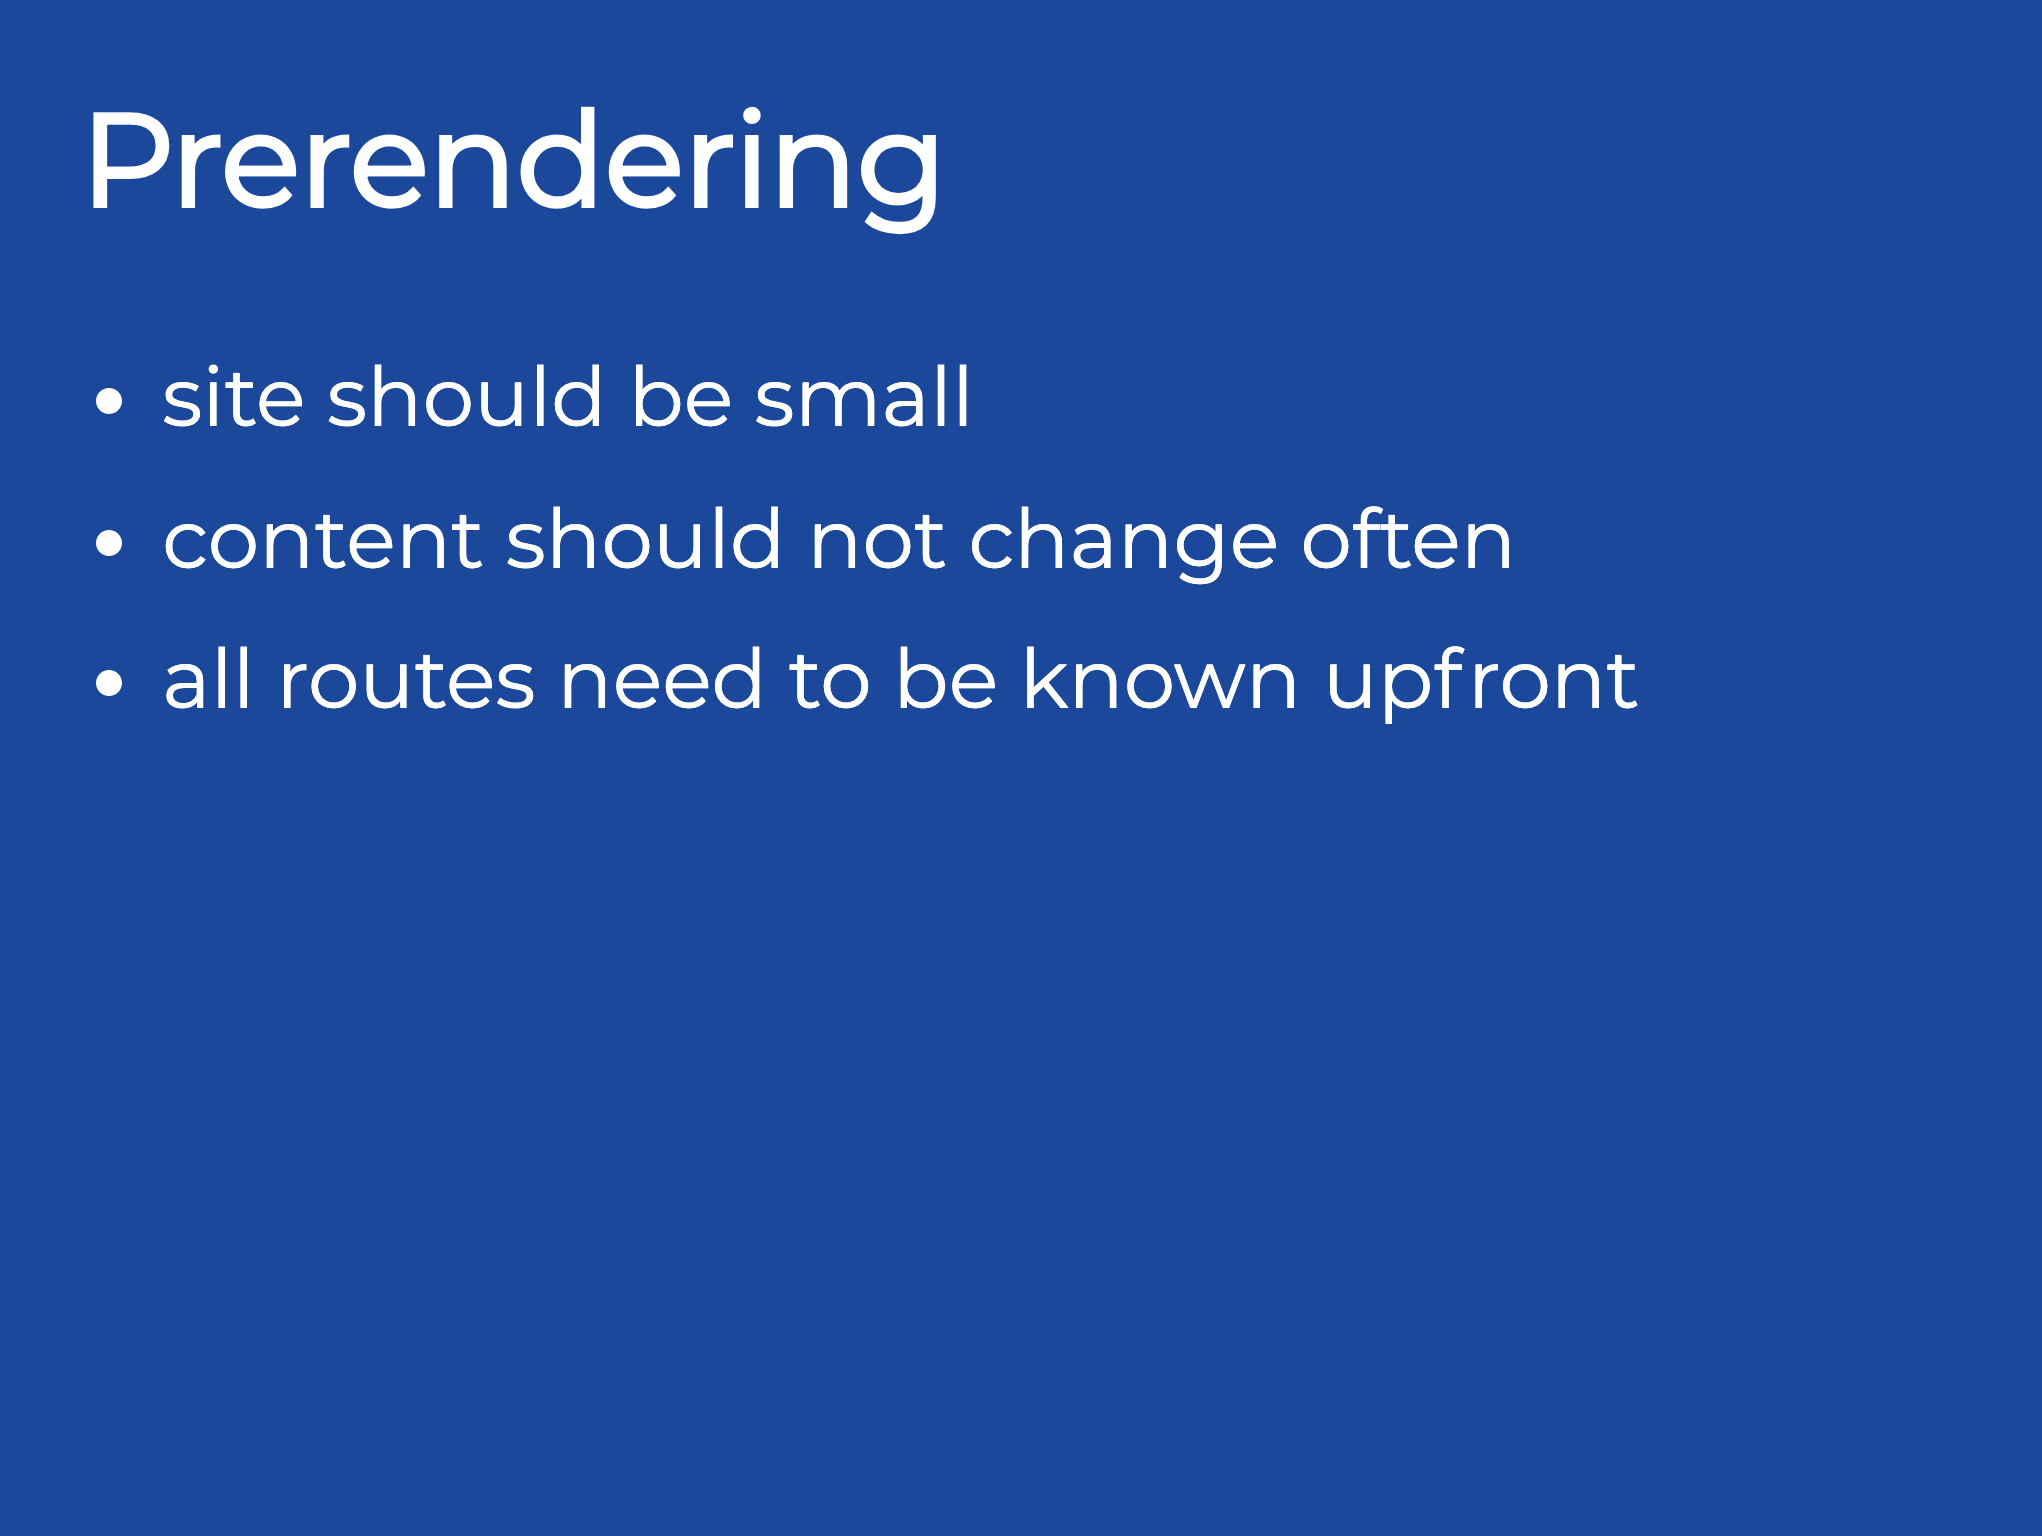 Prerendering
• site should be small
• content should not change often
• all routes need to be known upfront